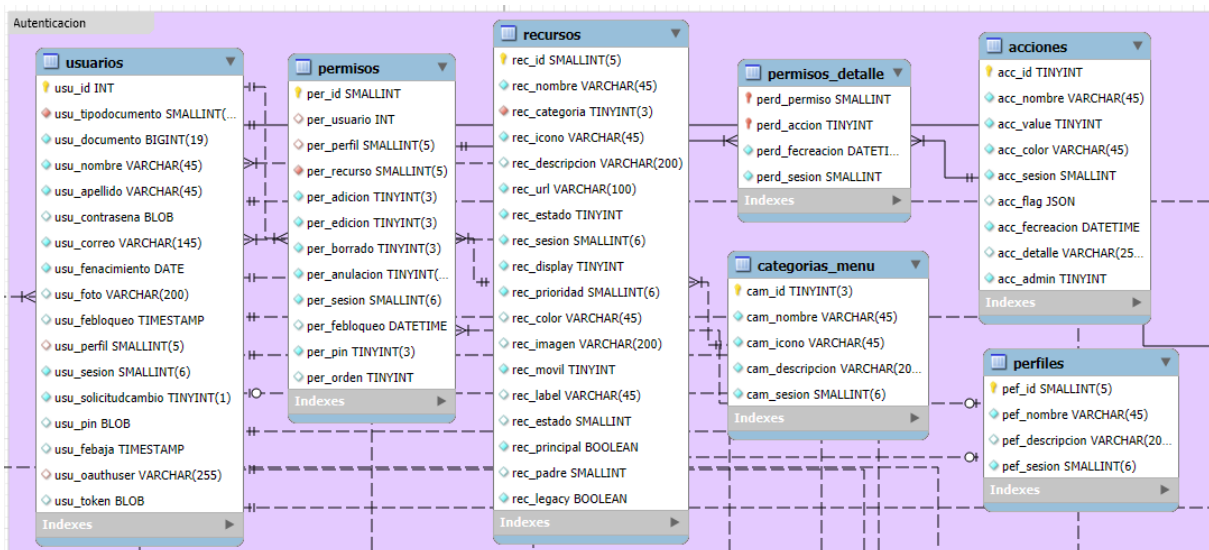 Autenticacion
usuarios
usu_id INT
usu_tipodocumento SMALLINT(...
usu_documento BIGINT(19)
usu_nombre VARCHAR(45)
usu_apellido VARCHAR(45)
usu_contrasena BLOB
usu_correo VARCHAR(145)
usu_fenacimiento DATE
usu_foto VARCHAR(200)
usu_febloqueo TIMESTAMP
usu_perfil SMALLINT(5)
usu_sesion SMALLINT(6)
usu_solicitudcambio TINYINT(1)
usu_pin BLOB
usu_febaja TIMESTAMP
usu_oauthuser VARCHAR(255)
usu_token BLOB
Indexes
permisos
per_id SMALLINT
per_usuario INT
per_perfil SMALLINT(5)
per_recurso SMALLINT(5)
per_adicion TINYINT(3)
per_edicion TINYINT(3)
per_borrado TINYINT(3)
per_anulacion TINYINT(...
per_sesion SMALLINT(6)
per_febloqueo DATETIME
per_pin TINYINT(3)
per_orden TINYINT
Indexes
recursos
rec_id SMALLINT(5)
rec_nombre VARCHAR(45)
rec_categoria TINYINT(3)
rec_icono VARCHAR(45)
rec_descripcion VARCHAR(200)
rec_url VARCHAR(100)
rec_estado TINYINT
rec_sesion SMALLINT(6)
rec_display TINYINT
rec_prioridad SMALLINT(6)
rec_color VARCHAR(45)
rec_imagen VARCHAR(200)
rec_movil TINYINT
rec_label VARCHAR(45)
rec_estado SMALLINT
rec_principal BOOLEAN
rec_padre SMALLINT
rec_legacy BOOLEAN
Indexes
permisos_detalle
perd_permiso SMALLINT
perd_accion TINYINT
perd_fecreacion DATETI...
perd_sesion SMALLINT
Indexes
categorias_menu
cam_id TINYINT(3)
cam_nombre VARCHAR(45)
cam_icono VARCHAR(45)
cam_descripcion VARCHAR(20...
cam_sesion SMALLINT(6)
Indexes
acciones
acc_id TINYINT
acc_nombre VARCHAR(45)
acc_value TINYINT
acc_color VARCHAR(45)
acc_sesion SMALLINT
acc_flag JSON
acc_fecreacion DATETIME
acc_detalle VARCHAR(25...
acc_admin TINYINT
Indexes
perfiles
pef_id SMALLINT(5)
pef_nombre VARCHAR(45)
pef_descripcion VARCHAR(20...
pef_sesion SMALLINT(6)
Indexes